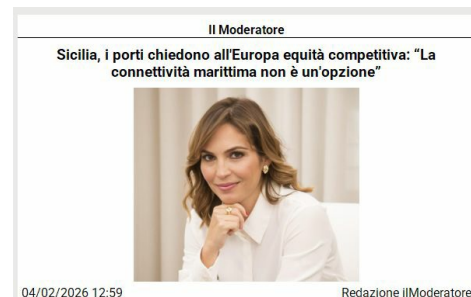 Il Moderatore
Sicilia, i porti chiedono all'Europa equità competitiva: “La
connettività marittima non è un'opzione”
04/02/2026 12:59
Redazione ilModeratore